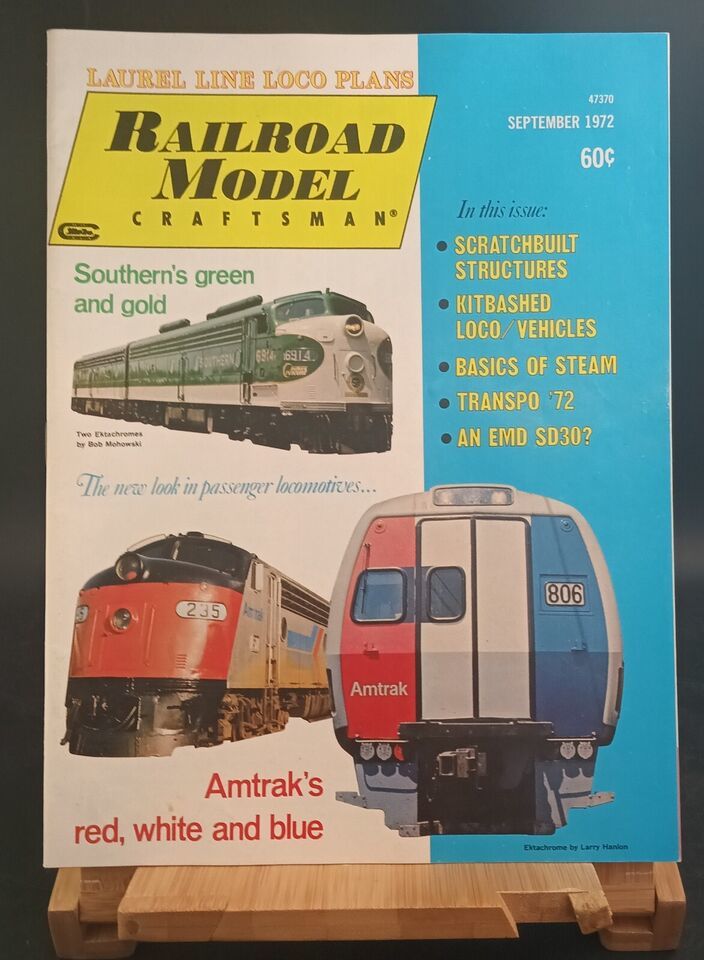 LAUREL LINE LOCO PLANS
RAILROAD
MODEL
CRAFTSMAN®
47370
SEPTEMBER 1972
60¢
In this issue:
• SCRATCHBUILT
STRUCTURES
• KITBASHED
LOCO/VEHICLES
• BASICS OF STEAM
• TRANSPO '72
• AN EMD SD30?
Southern's green
and gold
SOUTHERN
6914
6914
Two Ektachromes
by Bob Mohowski
The new look in passenger locomotives...
235
Amtrak
806
Amtrak
Amtrak's
red, white and blue
Ektachrome by Larry Hanlon